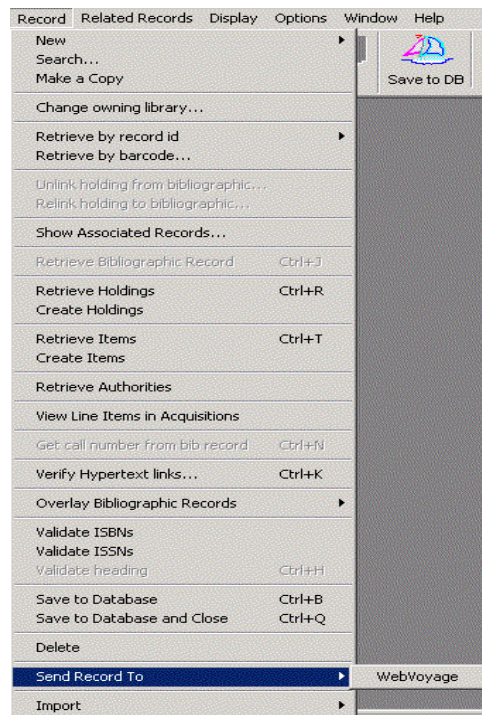 Record Related Records Display Options Window Help
New
Search...
Make a Copy
Save to DB
Change owning library...
Retrieve by record id
Retrieve by barcode...
Unlink holding from bibliographic...
Relink holding to bibliographic...
Show Associated Records...
Retrieve Bibliographic Record Ctrl+J
Retrieve Holdings Ctrl+R
Create Holdings
Retrieve Items Ctrl+T
Create Items
Retrieve Authorities
View Line Items in Acquisitions
Get call number from bib record Ctrl+N
Verify Hypertext links... Ctrl+K
Overlay Bibliographic Records
Validate ISBNs
Validate ISSNs
Validate heading Ctrl+H
Save to Database Ctrl+B
Save to Database and Close Ctrl+Q
Delete
Send Record To WebVoyage
Import